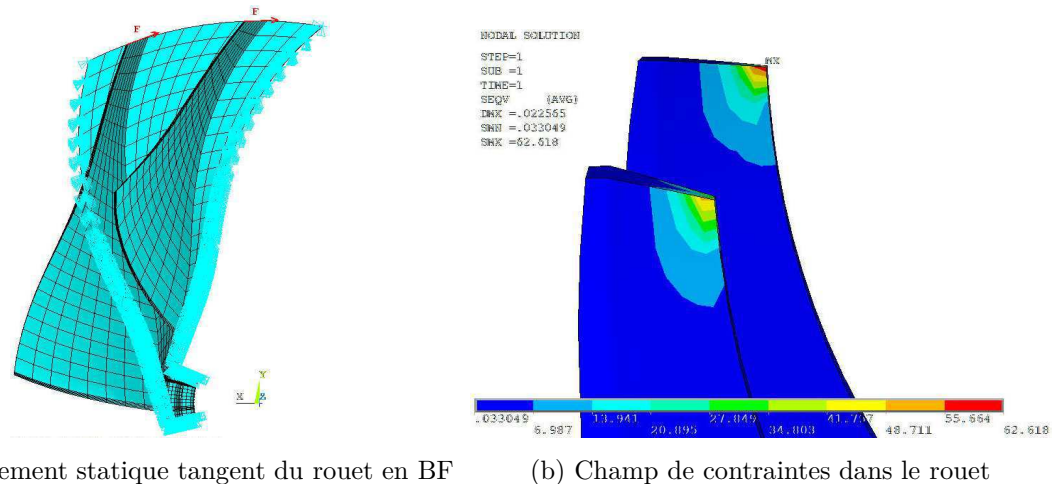 F
F
X
Y
Z
NODAL SOLUTION
STEP=1
SUB =1
TIME=1
SEQV (AVG)
DMX =.022565
SMN =.033049
SMX =62.618
MX
.033049
13.941
27.849
41.757
55.664
6.987
20.895
34.803
48.711
62.618
ement statique tangent du rouet en BF
(b) Champ de contraintes dans le rouet